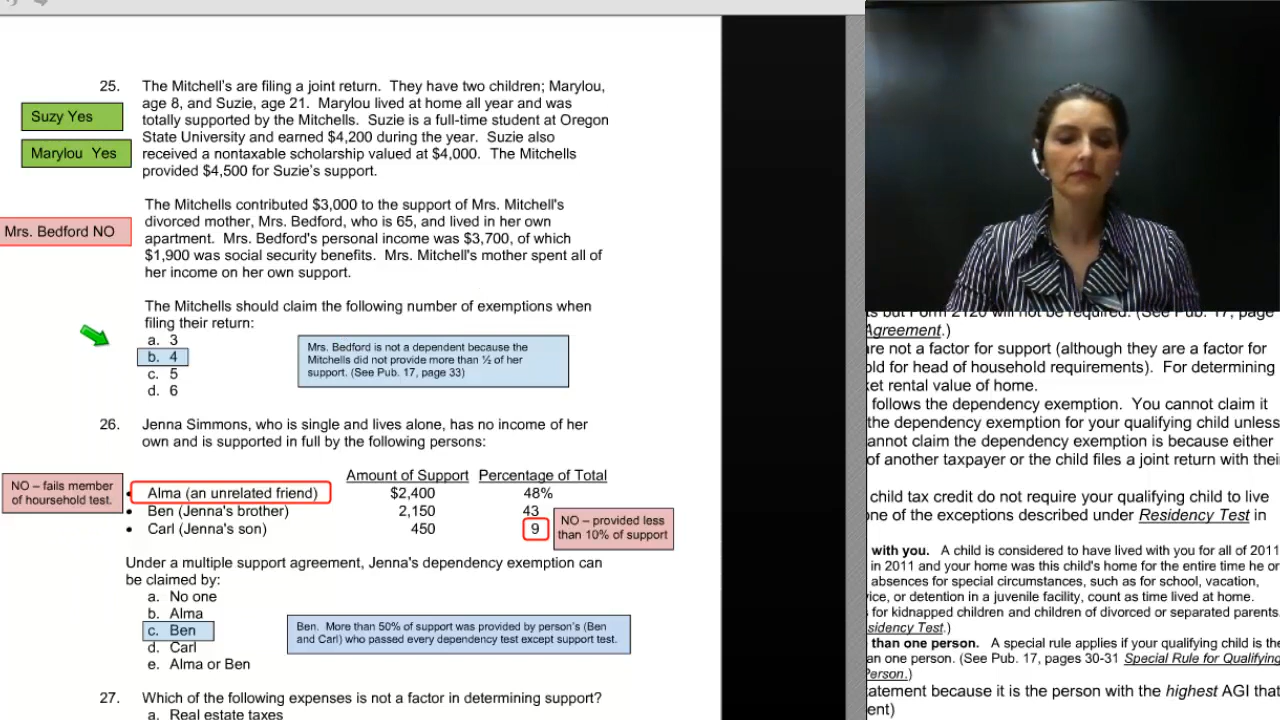 25. The Mitchell's are filing a joint return. They have two children; Marylou,
age 8, and Suzie, age 21. Marylou lived at home all year and was
totally supported by the Mitchells. Suzie is a full-time student at Oregon
State University and earned $4,200 during the year. Suzie also
received a nontaxable scholarship valued at $4,000. The Mitchells
provided $4,500 for Suzie's support.
Suzy Yes
Marylou Yes
The Mitchells contributed $3,000 to the support of Mrs. Mitchell's
divorced mother, Mrs. Bedford, who is 65, and lived in her own
apartment. Mrs. Bedford's personal income was $3,700, of which
$1,900 was social security benefits. Mrs. Mitchell's mother spent all of
her income on her own support.
Mrs. Bedford NO
The Mitchells should claim the following number of exemptions when
filing their return:
a. 3
b. 4
c. 5
d. 6
Mrs. Bedford is not a dependent because the
Mitchells did not provide more than ½ of her
support. (See Pub. 17, page 33)
26. Jenna Simmons, who is single and lives alone, has no income of her
own and is supported in full by the following persons:
Amount of Support Percentage of Total
• Alma (an unrelated friend) $2,400 48%
• Ben (Jenna's brother) 2,150 43
• Carl (Jenna's son) 450 9
NO – fails member
of hourshold test.
NO – provided less
than 10% of support
Under a multiple support agreement, Jenna's dependency exemption can
be claimed by:
a. No one
b. Alma
c. Ben
d. Carl
e. Alma or Ben
Ben. More than 50% of support was provided by person's (Ben
and Carl) who passed every dependency test except support test.
27. Which of the following expenses is not a factor in determining support?
a. Real estate taxes
ts but Form 2120 will not be required. (See Pub. 17, page
Agreement.)
are not a factor for support (although they are a factor for
old for head of household requirements). For determining
ket rental value of home.
follows the dependency exemption. You cannot claim it
the dependency exemption for your qualifying child unless
annot claim the dependency exemption is because either
of another taxpayer or the child files a joint return with thei
child tax credit do not require your qualifying child to live
one of the exceptions described under Residency Test in
with you. A child is considered to have lived with you for all of 2011
in 2011 and your home was this child's home for the entire time he or
absences for special circumstances, such as for school, vacation,
vice, or detention in a juvenile facility, count as time lived at home.
for kidnapped children and children of divorced or separated parents.
sidency Test.)
than one person. A special rule applies if your qualifying child is the
an one person. (See Pub. 17, pages 30-31 Special Rule for Qualifying
Person.)
tatement because it is the person with the highest AGI that
ent)